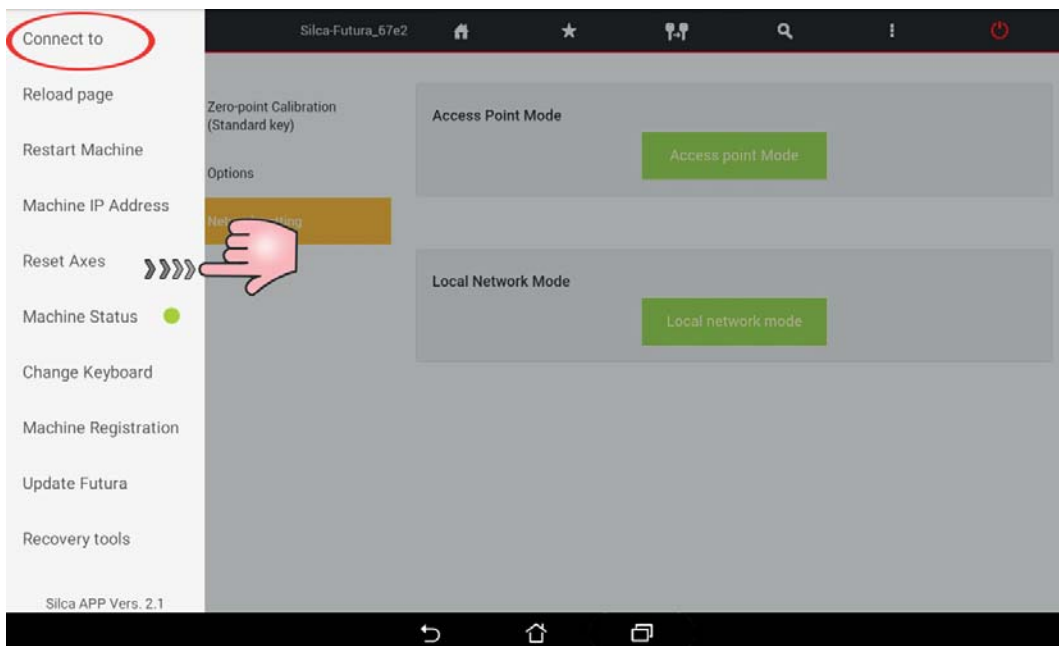 Connect to
Reload page
Restart Machine
Machine IP Address
Reset Axes
Machine Status
Change Keyboard
Machine Registration
Update Futura
Recovery tools
Silca APP Vers. 2.1
Silca-Futura_67e2
Zero-point Calibration
(Standard key)
Options
Access Point Mode
Access point Mode
Local Network Mode
Local network mode